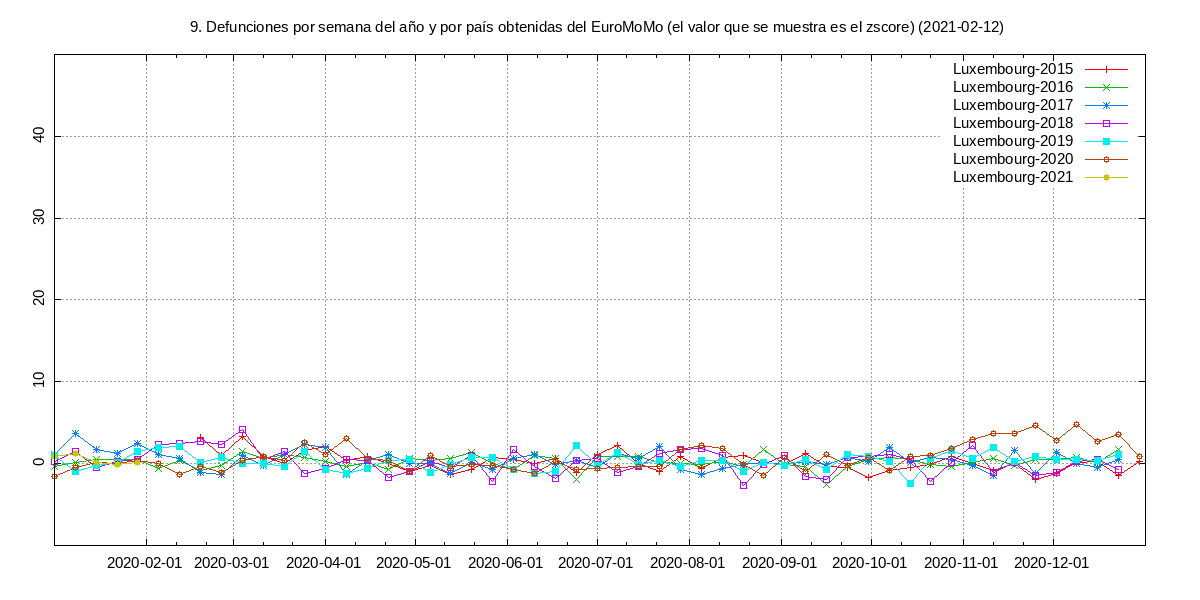 9. Defunciones por semana del año y por país obtenidas del EuroMoMo (el valor que se muestra es el zscore) (2021-02-12)
Luxembourg-2015
Luxembourg-2016
Luxembourg-2017
Luxembourg-2018
Luxembourg-2019
Luxembourg-2020
Luxembourg-2021
40
30
20
10
0
2020-02-01 2020-03-01 2020-04-01 2020-05-01 2020-06-01 2020-07-01 2020-08-01 2020-09-01 2020-10-01 2020-11-01 2020-12-01